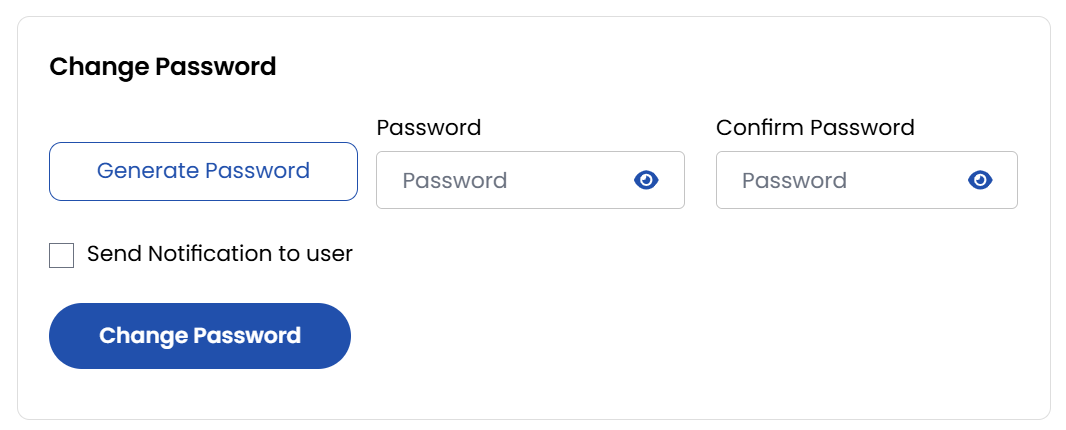 Change Password
Generate Password
Password
Password
Confirm Password
Password
Send Notification to user
Change Password